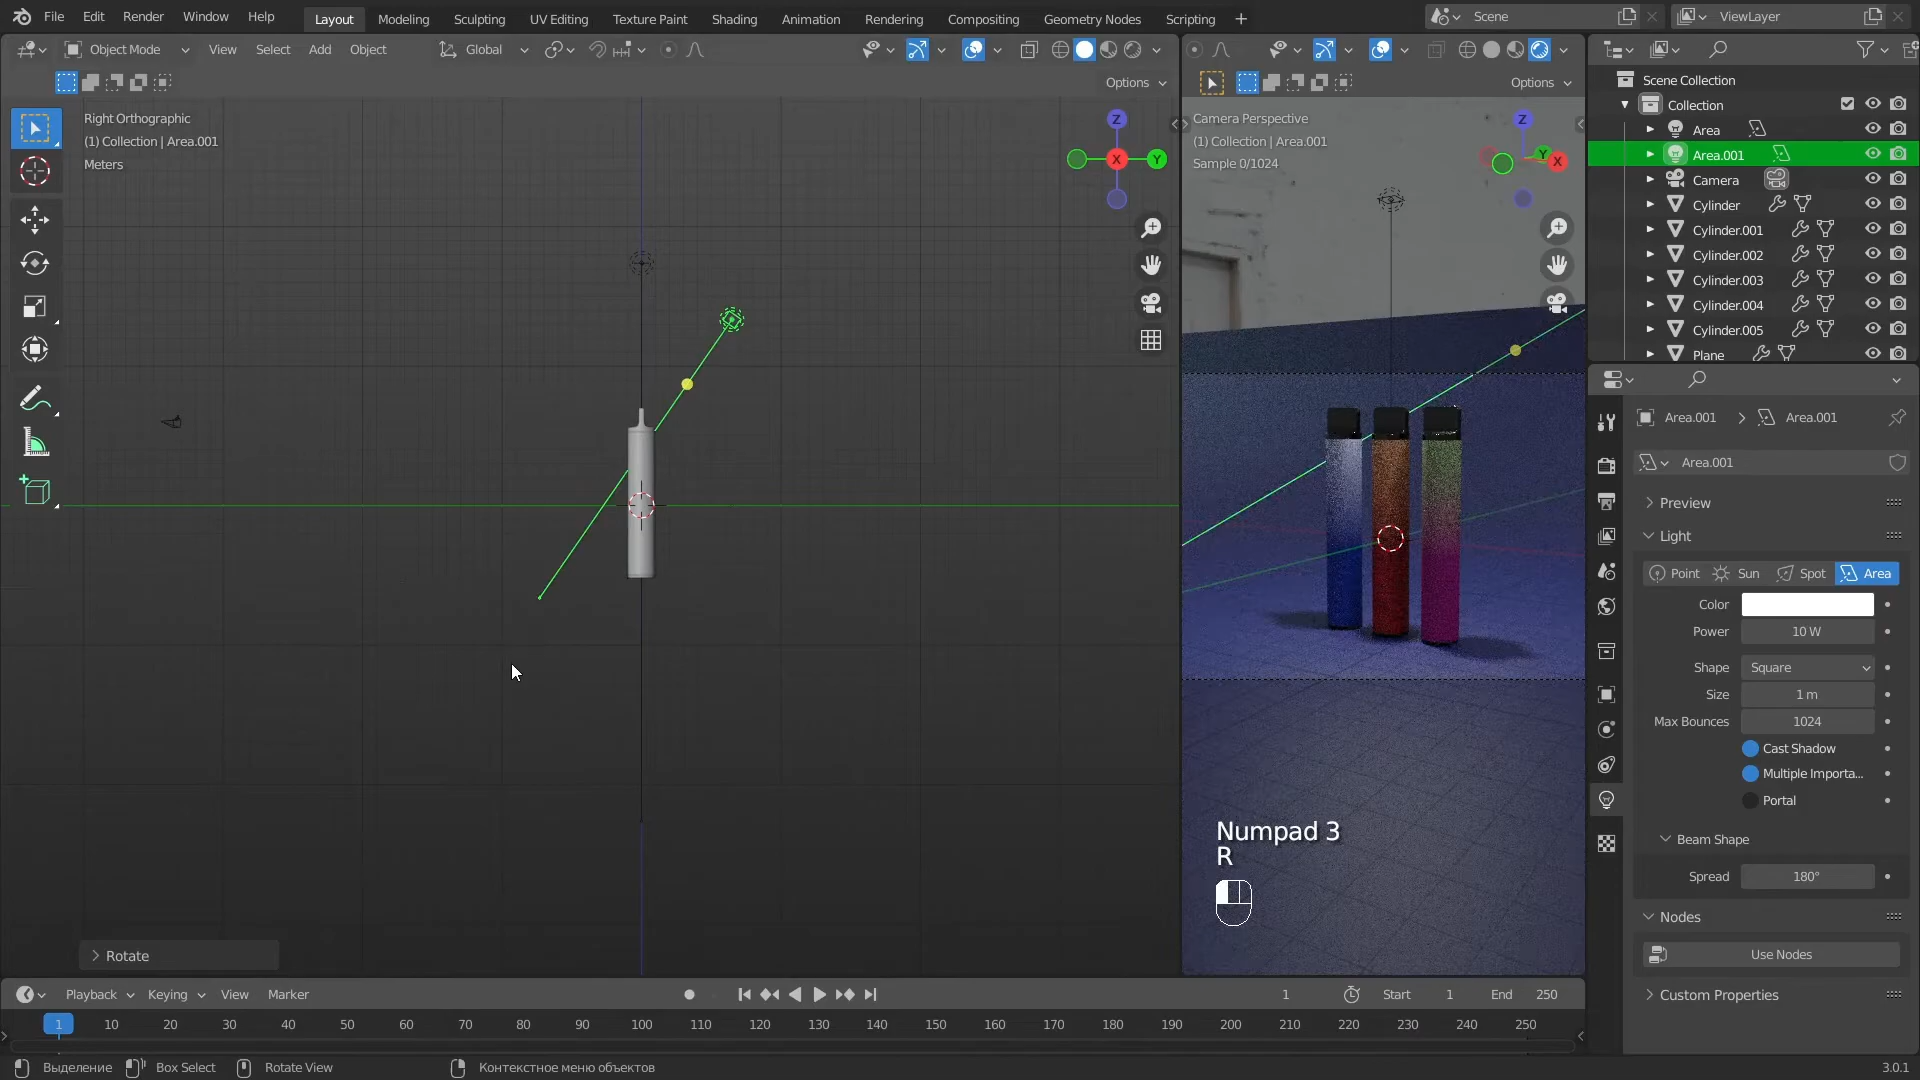 File Edit Render Window Help Layout Modeling Sculpting UV Editing Texture Paint Shading Animation Rendering Compositing Geometry Nodes Scripting + Scene ViewLayer
Object Mode View Select Add Object Global
Options Options
Right Orthographic
(1) Collection | Area.001
Meters
Z
X
Y
Camera Perspective
(1) Collection | Area.001
Sample 0/1024
Z
Y
X
Scene Collection
Collection
Area
Area.001
Camera
Cylinder
Cylinder.001
Cylinder.002
Cylinder.003
Cylinder.004
Cylinder.005
Plane
Area.001 > Area.001
Area.001
Preview
Light
Point Sun Spot Area
Color
Power 10 W
Shape Square
Size 1 m
Max Bounces 1024
Cast Shadow
Multiple Importa...
Portal
Beam Shape
Spread 180°
Nodes
Use Nodes
Custom Properties
Numpad 3
R
Rotate
Playback Keying View Marker 1 Start 1 End 250
1 10 20 30 40 50 60 70 80 90 100 110 120 130 140 150 160 170 180 190 200 210 220 230 240 250
Выделение Box Select Rotate View Контекстное меню объектов 3.0.1